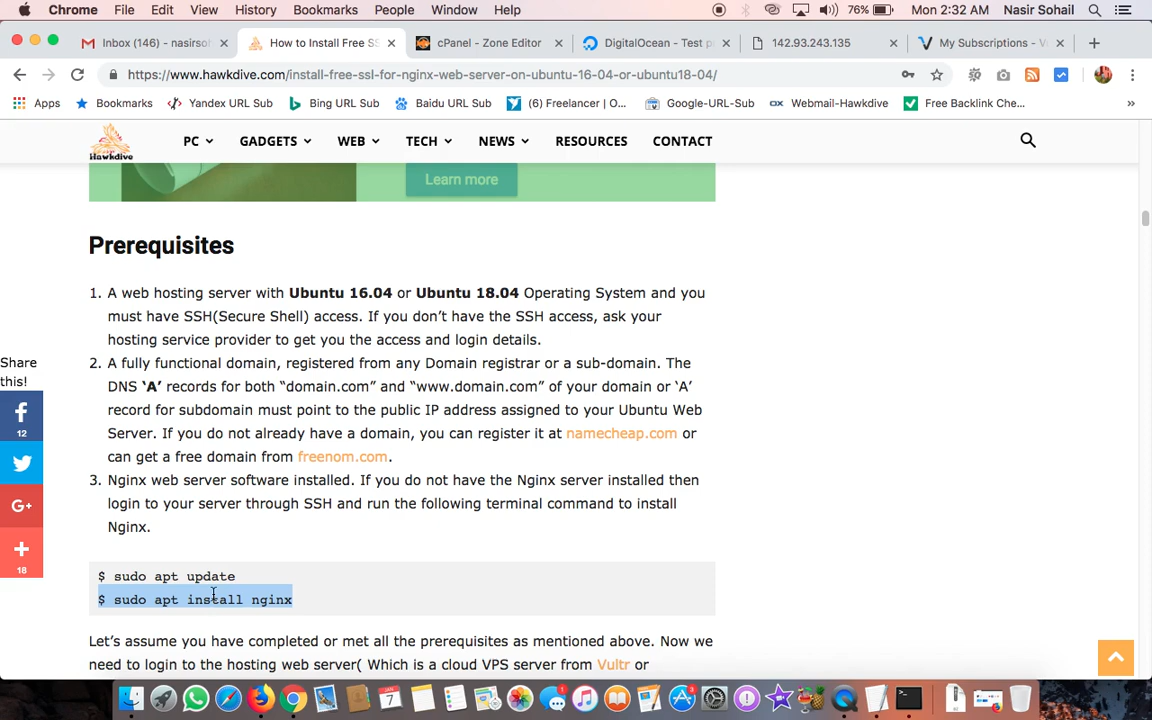 Chrome File Edit View History Bookmarks People Window Help 76% Mon 2:32 AM Nasir Sohail
Inbox (146) - nasirso
How to Install Free SS
cPanel - Zone Editor
DigitalOcean - Test p
142.93.243.135
My Subscriptions - V
https://www.hawkdive.com/install-free-ssl-for-nginx-web-server-on-ubuntu-16-04-or-ubuntu18-04/
Apps Bookmarks Yandex URL Sub Bing URL Sub Baidu URL Sub (6) Freelancer | O... Google-URL-Sub Webmail-Hawkdive Free Backlink Che... »
Hawkdive
PC GADGETS WEB TECH NEWS RESOURCES CONTACT
Learn more
Prerequisites
1. A web hosting server with Ubuntu 16.04 or Ubuntu 18.04 Operating System and you
must have SSH(Secure Shell) access. If you don’t have the SSH access, ask your
hosting service provider to get you the access and login details.
2. A fully functional domain, registered from any Domain registrar or a sub-domain. The
DNS ‘A’ records for both “domain.com” and “www.domain.com” of your domain or ‘A’
record for subdomain must point to the public IP address assigned to your Ubuntu Web
Server. If you do not already have a domain, you can register it at namecheap.com or
can get a free domain from freenom.com.
3. Nginx web server software installed. If you do not have the Nginx server installed then
login to your server through SSH and run the following terminal command to install
Nginx.
$ sudo apt update
$ sudo apt install nginx
Let’s assume you have completed or met all the prerequisites as mentioned above. Now we
need to login to the hosting web server( Which is a cloud VPS server from Vultr or
Share
this!
12
G+
18
7
1
3